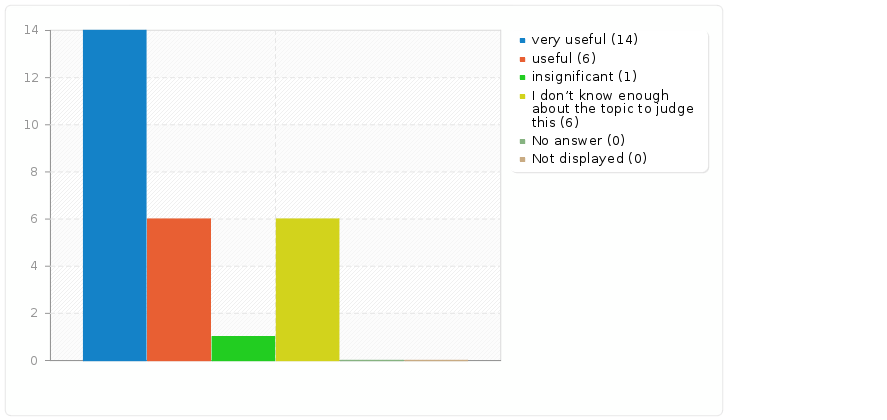 14
12
10
8
6
4
2
0
very useful (14)
useful (6)
insignificant (1)
I don’t know enough
about the topic to judge
this (6)
No answer (0)
Not displayed (0)